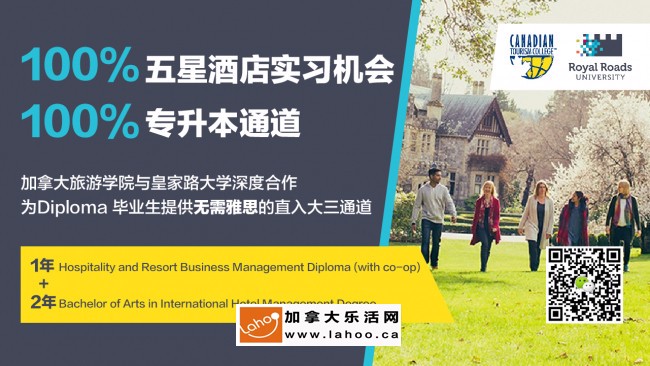 100% 五星酒店实习机会
100% 专升本通道
加拿大旅游学院与皇家路大学深度合作
为Diploma 毕业生提供无需雅思的直入大三通道
1年 Hospitality and Resort Business Management Diploma (with co-op)
+
2年 Bachelor of Arts in International Hotel Management Degree
CANADIAN
TOURISM COLLEGE
Royal Roads
UNIVERSITY
Lahoo 加拿大乐活网
www.lahoo.ca